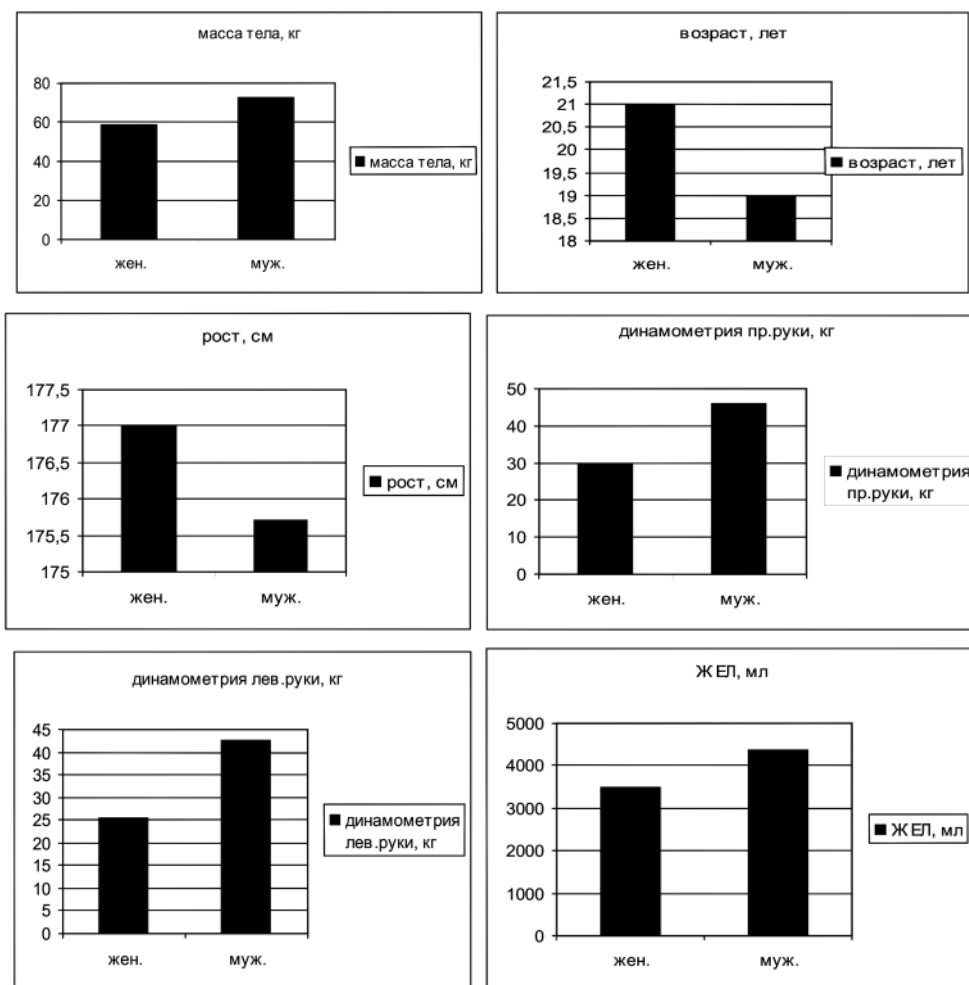 масса тела, кг
80
60
40
20
0
жен.
муж.
масса тела, кг
возраст, лет
21,5
21
20,5
20
19,5
19
18,5
18
жен.
муж.
возраст, лет
рост, см
177,5
177
176,5
176
175,5
175
жен.
муж.
рост, см
динамометрия пр.руки, кг
50
40
30
20
10
0
жен.
муж.
динамометрия
пр.руки, кг
динамометрия лев.руки, кг
45
40
35
30
25
20
15
10
5
0
жен.
муж.
динамометрия
лев.руки, кг
ЖЕЛ, мл
5000
4000
3000
2000
1000
0
жен.
муж.
ЖЕЛ, мл